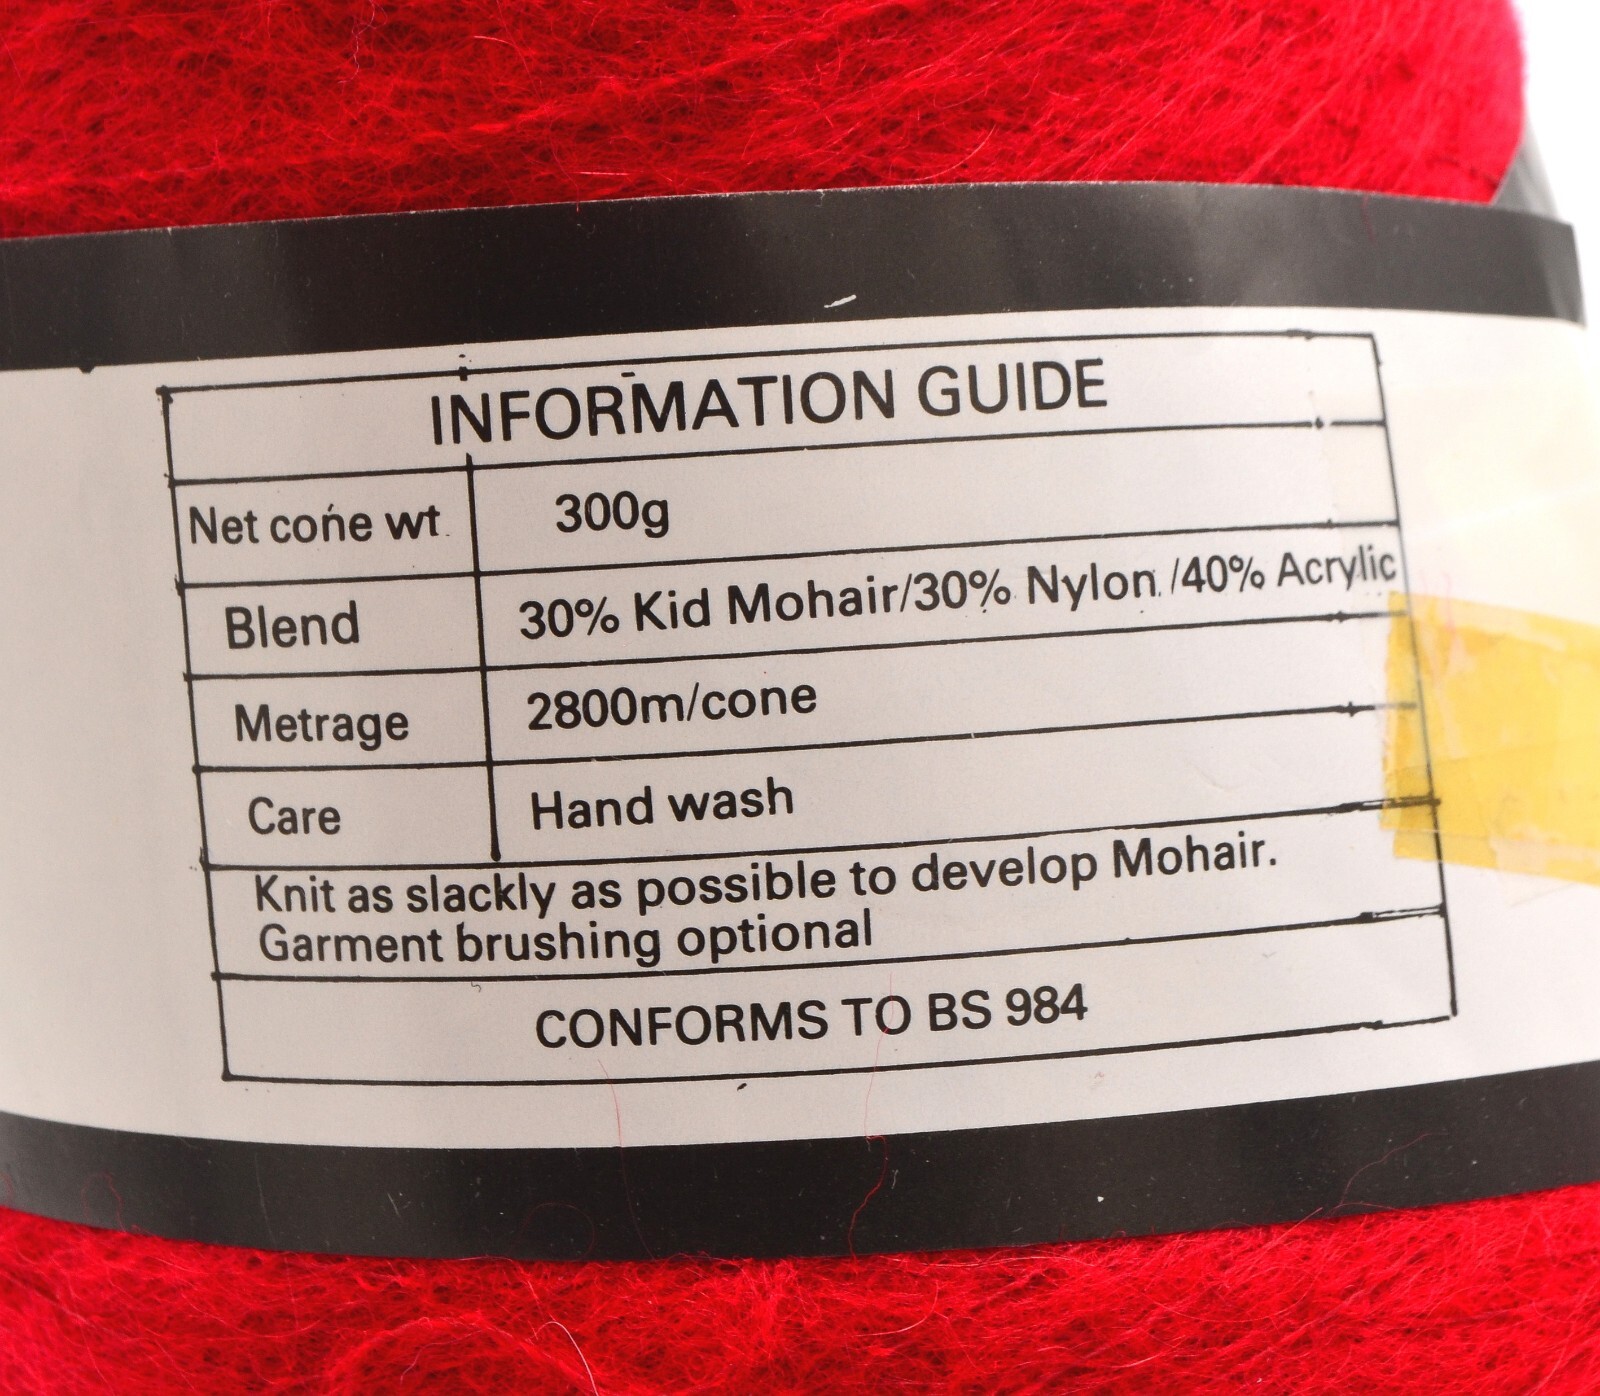 INFORMATION GUIDE
Net cone wt 300g
Blend 30% Kid Mohair/30% Nylon /40% Acrylic
Metrage 2800m/cone
Care Hand wash
Knit as slackly as possible to develop Mohair.
Garment brushing optional
CONFORMS TO BS 984